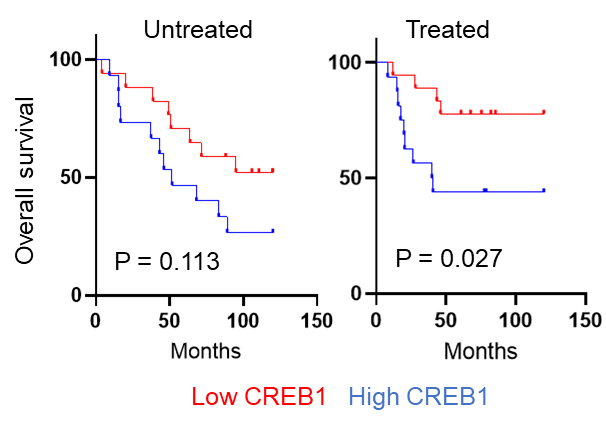 Untreated
Treated
Overall survival
100
50
0
0 50 100 150
P = 0.113
Months
100
50
0
0 50 100 150
P = 0.027
Months
Low CREB1 High CREB1